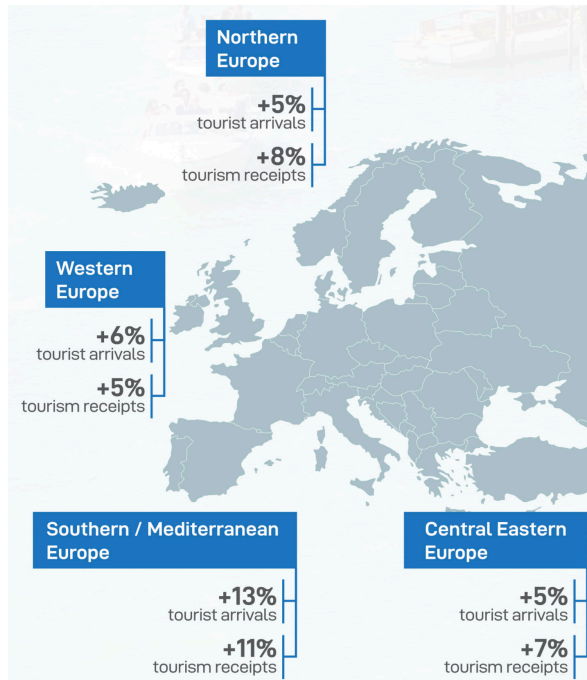 Northern
Europe
+5%
tourist arrivals
+8%
tourism receipts
Western
Europe
+6%
tourist arrivals
+5%
tourism receipts
Southern / Mediterranean
Europe
+13%
tourist arrivals
+11%
tourism receipts
Central Eastern
Europe
+5%
tourist arrivals
+7%
tourism receipts